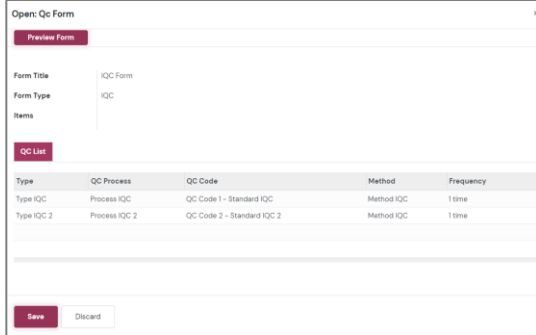 Open: Qc Form
Preview Form
Form Title IQC Form
Form Type IQC
Items
QC List
Type QC Process QC Code Method Frequency
Type IQC Process IQC QC Code 1 - Standard IQC Method IQC 1 time
Type IQC 2 Process IQC 2 QC Code 2 - Standard IQC 2 Method IQC 1 time
Save Discard